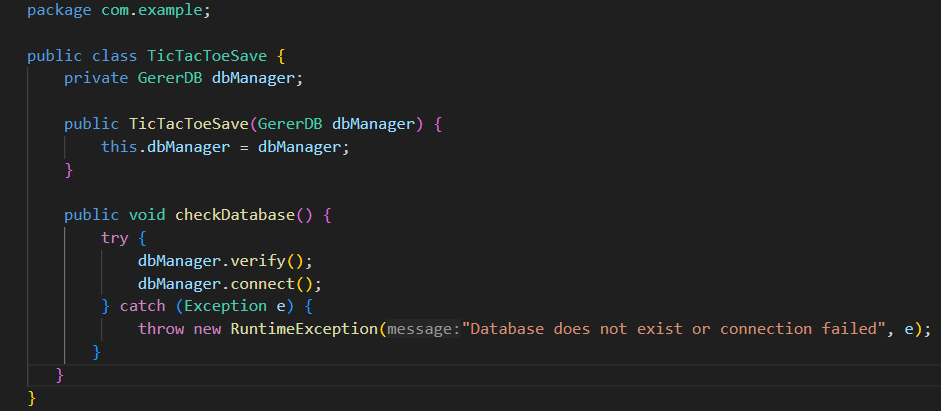 package com.example;
public class TicTacToeSave {
private GererDB dbManager;
public TicTacToeSave(GererDB dbManager) {
this.dbManager = dbManager;
}
public void checkDatabase() {
try {
dbManager.verify();
dbManager.connect();
} catch (Exception e) {
throw new RuntimeException(message:"Database does not exist or connection failed", e);
}
}
}